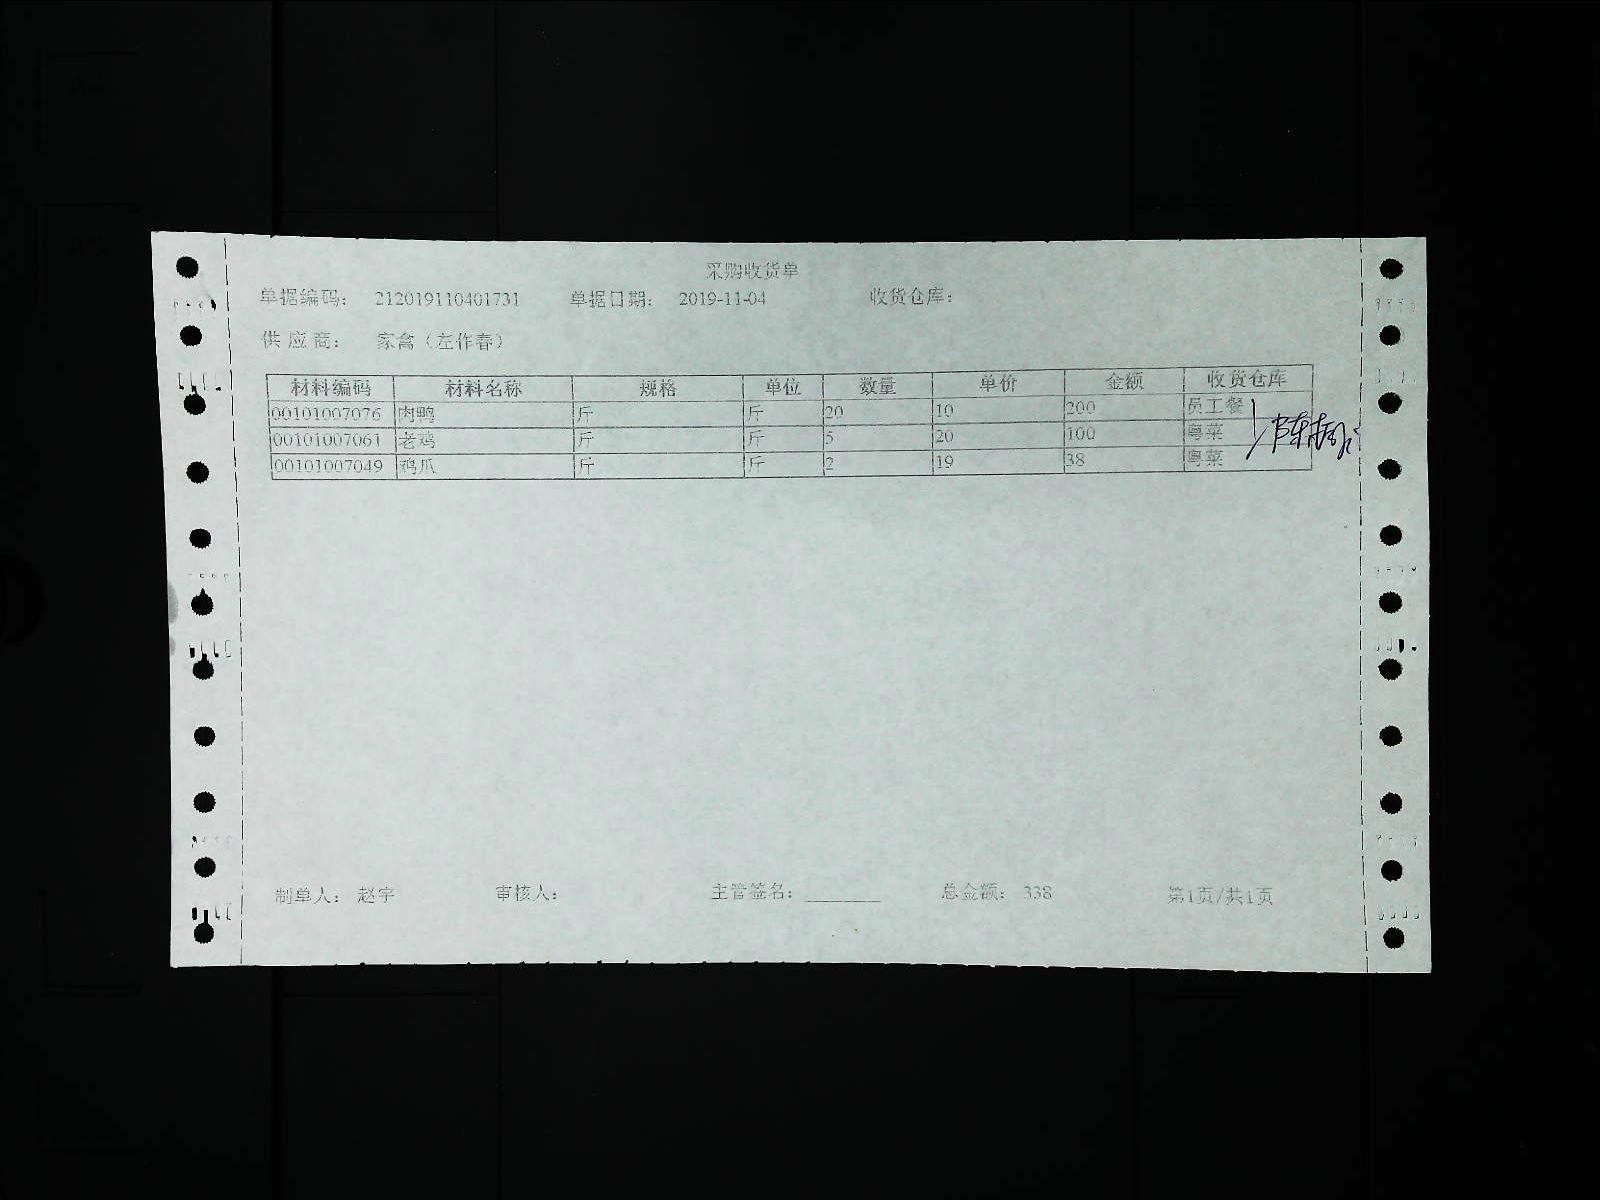 采购收货单
单据编码： 212019110401731 单据日期： 2019-11-04 收货仓库：
供应商： 家禽（左作春）
材料编码 材料名称 规格 单位 数量 单价 金额 收货仓库
00101007076 肉鸭 斤 斤 20 10 200 员工餐
00101007061 老鸡 斤 斤 5 20 100 粤菜
00101007049 鸡爪 斤 斤 2 19 38 粤菜
制单人： 赵宇 审核人： 主管签名： 总金额： 338 第1页/共1页